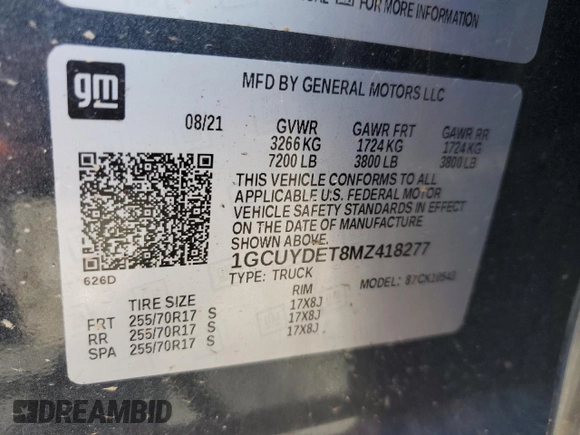 FOR MORE INFORMATION
gm
MFD BY GENERAL MOTORS LLC
08/21 GVWR GAWR FRT GAWR RR
3266 KG 1724 KG 1724 KG
7200 LB 3800 LB 3800 LB
THIS VEHICLE CONFORMS TO ALL
APPLICABLE U.S. FEDERAL MOTOR
VEHICLE SAFETY STANDARDS IN EFFECT
ON THE DATE OF MANUFACTURE
SHOWN ABOVE.
1GCUYDET8MZ418277
626D
TYPE: TRUCK MODEL:
TIRE SIZE RIM
FRT 255/70R17 S 17X8J
RR 255/70R17 S 17X8J
SPA 255/70R17 S 17X8J
DREAMBID